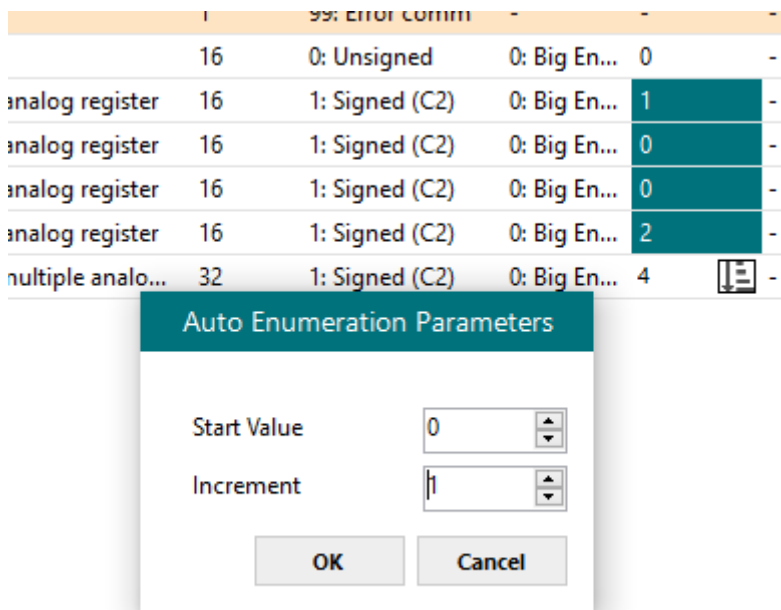 1 99: Error comm - - -
16 0: Unsigned 0: Big En... 0 -
analog register 16 1: Signed (C2) 0: Big En... 1 -
analog register 16 1: Signed (C2) 0: Big En... 0 -
analog register 16 1: Signed (C2) 0: Big En... 0 -
analog register 16 1: Signed (C2) 0: Big En... 2 -
multiple analo... 32 1: Signed (C2) 0: Big En... 4 -
Auto Enumeration Parameters
Start Value 0
Increment 1
OK Cancel